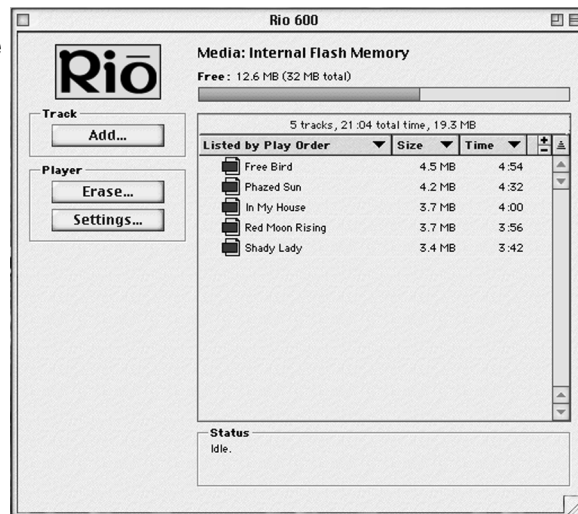 Rio 600
Rio
Media: Internal Flash Memory
Free: 12.6 MB (32 MB total)
Track
Add...
Player
Erase...
Settings...
5 tracks, 21:04 total time, 19.3 MB
Listed by Play Order Size Time
Free Bird 4.5 MB 4:54
Phazed Sun 4.2 MB 4:32
In My House 3.7 MB 4:00
Red Moon Rising 3.7 MB 3:56
Shady Lady 3.4 MB 3:42
Status
Idle.